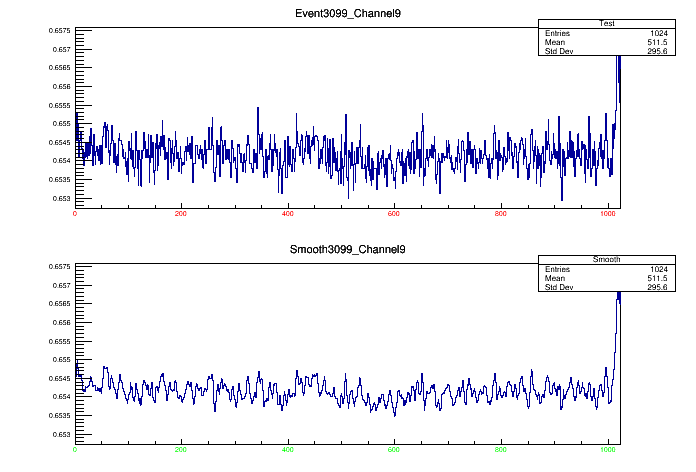 Event3099_Channel9
Test
Entries 1024
Mean 511.5
Std Dev 295.6
0.6575
0.657
0.6565
0.656
0.6555
0.655
0.6545
0.654
0.6535
0.653
0 200 400 600 800 1000
Smooth3099_Channel9
Smooth
Entries 1024
Mean 511.5
Std Dev 295.6
0.6575
0.657
0.6565
0.656
0.6555
0.655
0.6545
0.654
0.6535
0.653
0 200 400 600 800 1000